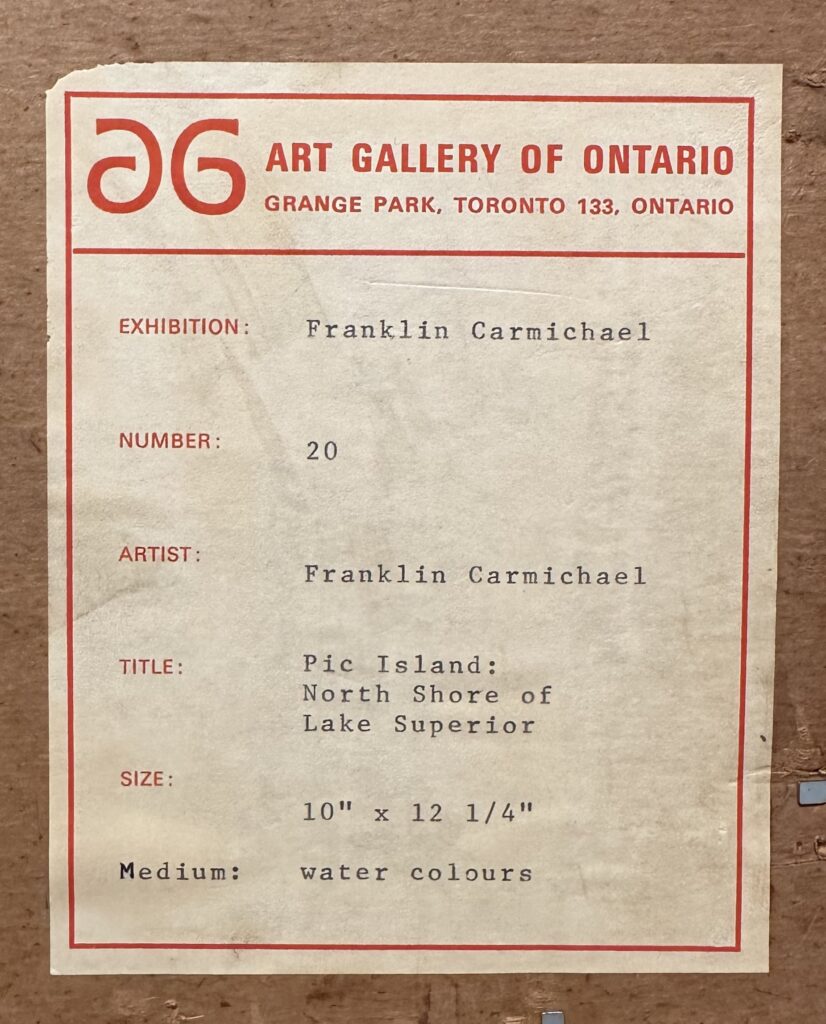 AG ART GALLERY OF ONTARIO
GRANGE PARK, TORONTO 133, ONTARIO
EXHIBITION: Franklin Carmichael
NUMBER: 20
ARTIST: Franklin Carmichael
TITLE: Pic Island:
North Shore of
Lake Superior
SIZE: 10" x 12 1/4"
Medium: water colours